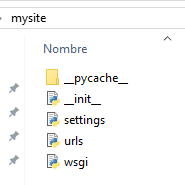 mysite
Nombre
__pycache__
__init__
settings
urls
wsgi